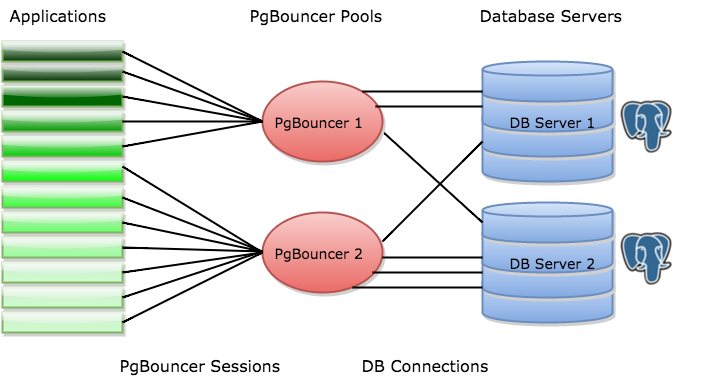 Applications
PgBouncer Pools
Database Servers
PgBouncer 1
DB Server 1
PgBouncer 2
DB Server 2
PgBouncer Sessions
DB Connections